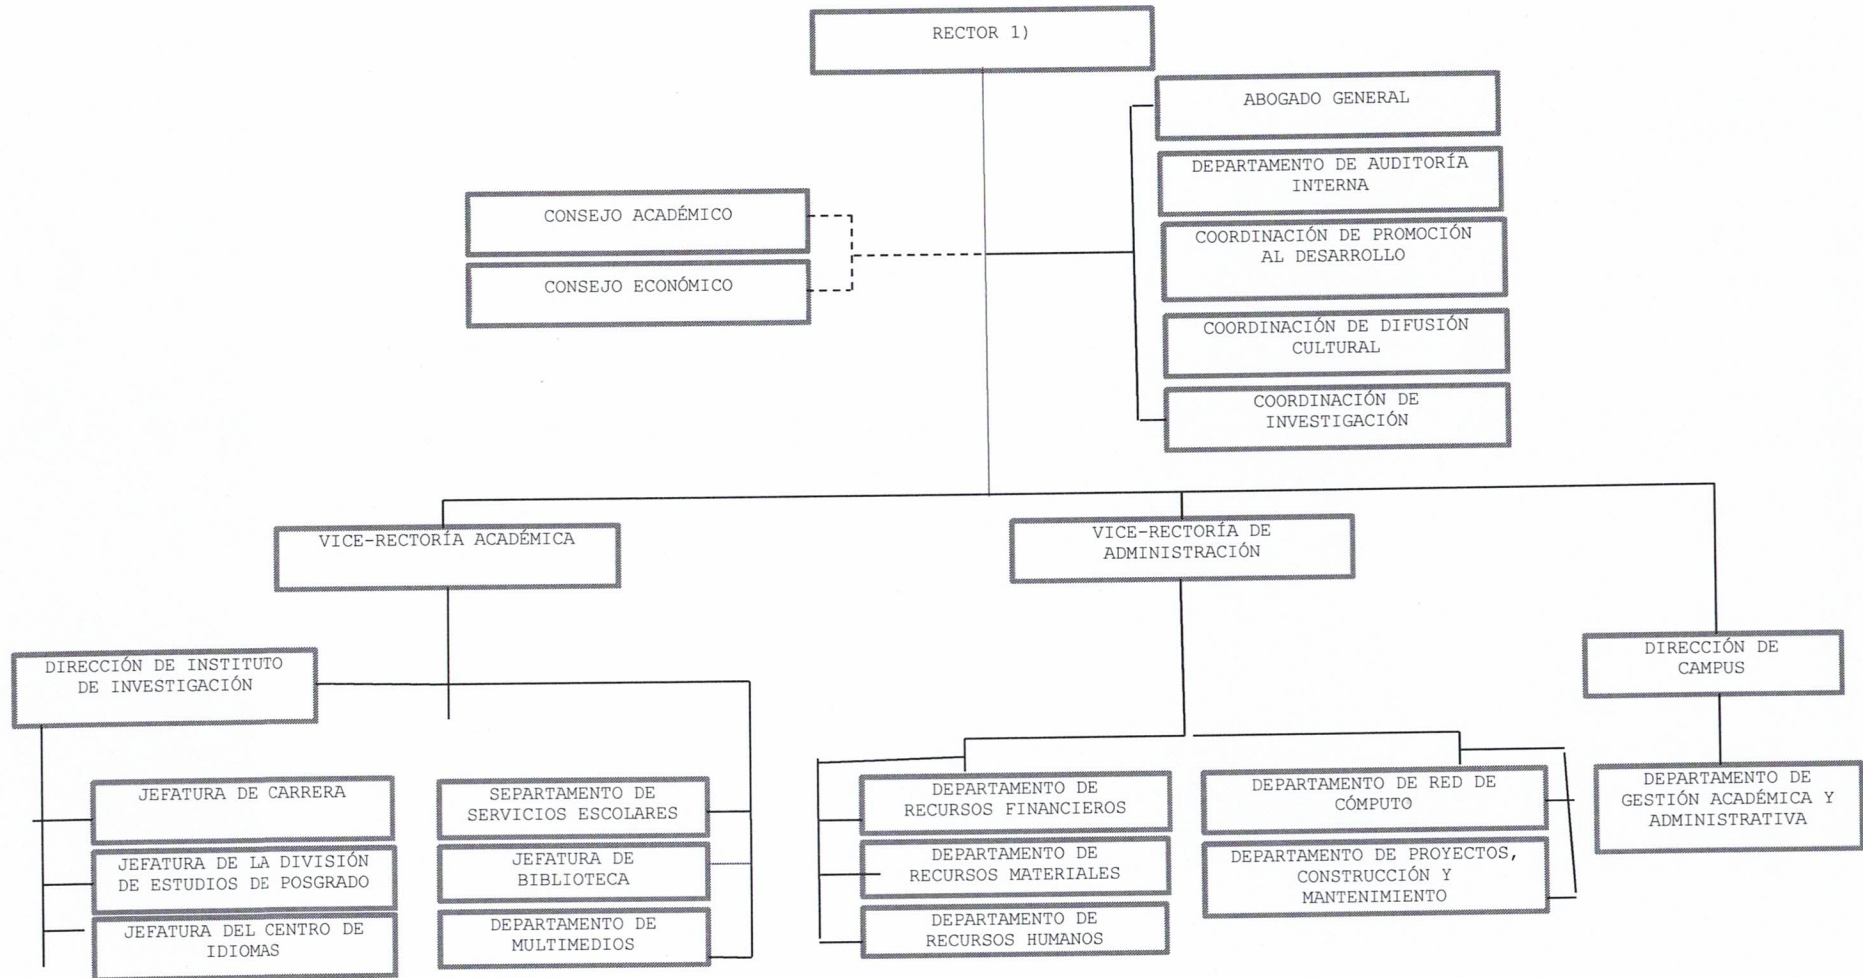 RECTOR 1)
ABOGADO GENERAL
DEPARTAMENTO DE AUDITORÍA
INTERNA
CONSEJO ACADÉMICO
COORDINACIÓN DE PROMOCIÓN
AL DESARROLLO
CONSEJO ECONÓMICO
COORDINACIÓN DE DIFUSIÓN
CULTURAL
COORDINACIÓN DE
INVESTIGACIÓN
VICE-RECTORÍA ACADÉMICA
VICE-RECTORÍA DE
ADMINISTRACIÓN
DIRECCIÓN DE INSTITUTO
DE INVESTIGACIÓN
DIRECCIÓN DE
CAMPUS
JEFATURA DE CARRERA
JEFATURA DE LA DIVISIÓN
DE ESTUDIOS DE POSGRADO
JEFATURA DEL CENTRO DE
IDIOMAS
SEPARTAMENTO DE
SERVICIOS ESCOLARES
JEFATURA DE
BIBLIOTECA
DEPARTAMENTO DE
MULTIMEDIOS
DEPARTAMENTO DE
RECURSOS FINANCIEROS
DEPARTAMENTO DE
RECURSOS MATERIALES
DEPARTAMENTO DE
RECURSOS HUMANOS
DEPARTAMENTO DE RED DE
CÓMPUTO
DEPARTAMENTO DE PROYECTOS,
CONSTRUCCIÓN Y
MANTENIMIENTO
DEPARTAMENTO DE
GESTIÓN ACADÉMICA Y
ADMINISTRATIVA